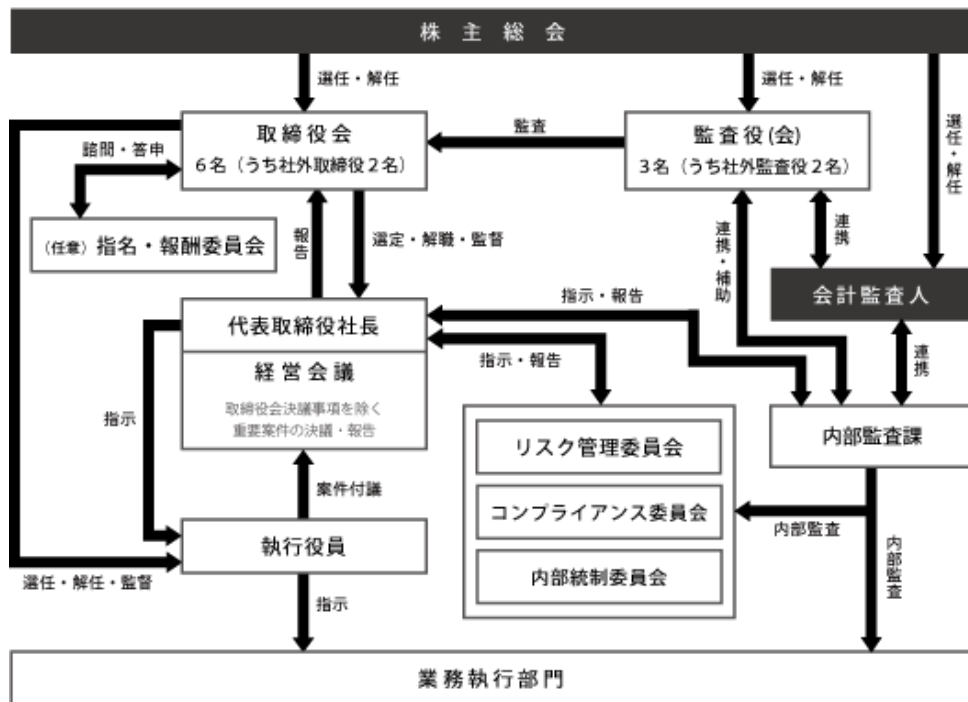 株主総会
選任・解任
選任・解任
選任・解任
取締役会
6名（うち社外取締役2名）
監査
監査役(会)
3名（うち社外監査役2名）
諮問・答申
（任意）指名・報酬委員会
報告
選定・解職・監督
連携・補助
連携
会計監査人
指示・報告
代表取締役社長
指示・報告
連携
経営会議
取締役会決議事項を除く
重要案件の決議・報告
指示
リスク管理委員会
内部監査課
案件付議
コンプライアンス委員会
内部監査
執行役員
内部監査
内部統制委員会
選任・解任・監督
指示
業務執行部門